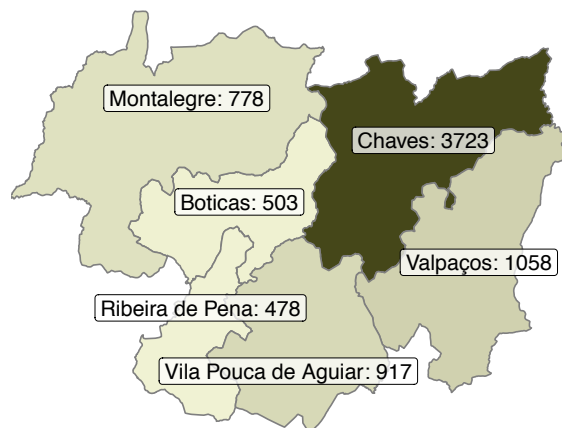 Montalegre: 778
Chaves: 3723
Boticas: 503
Valpaços: 1058
Ribeira de Pena: 478
Vila Pouca de Aguiar: 917